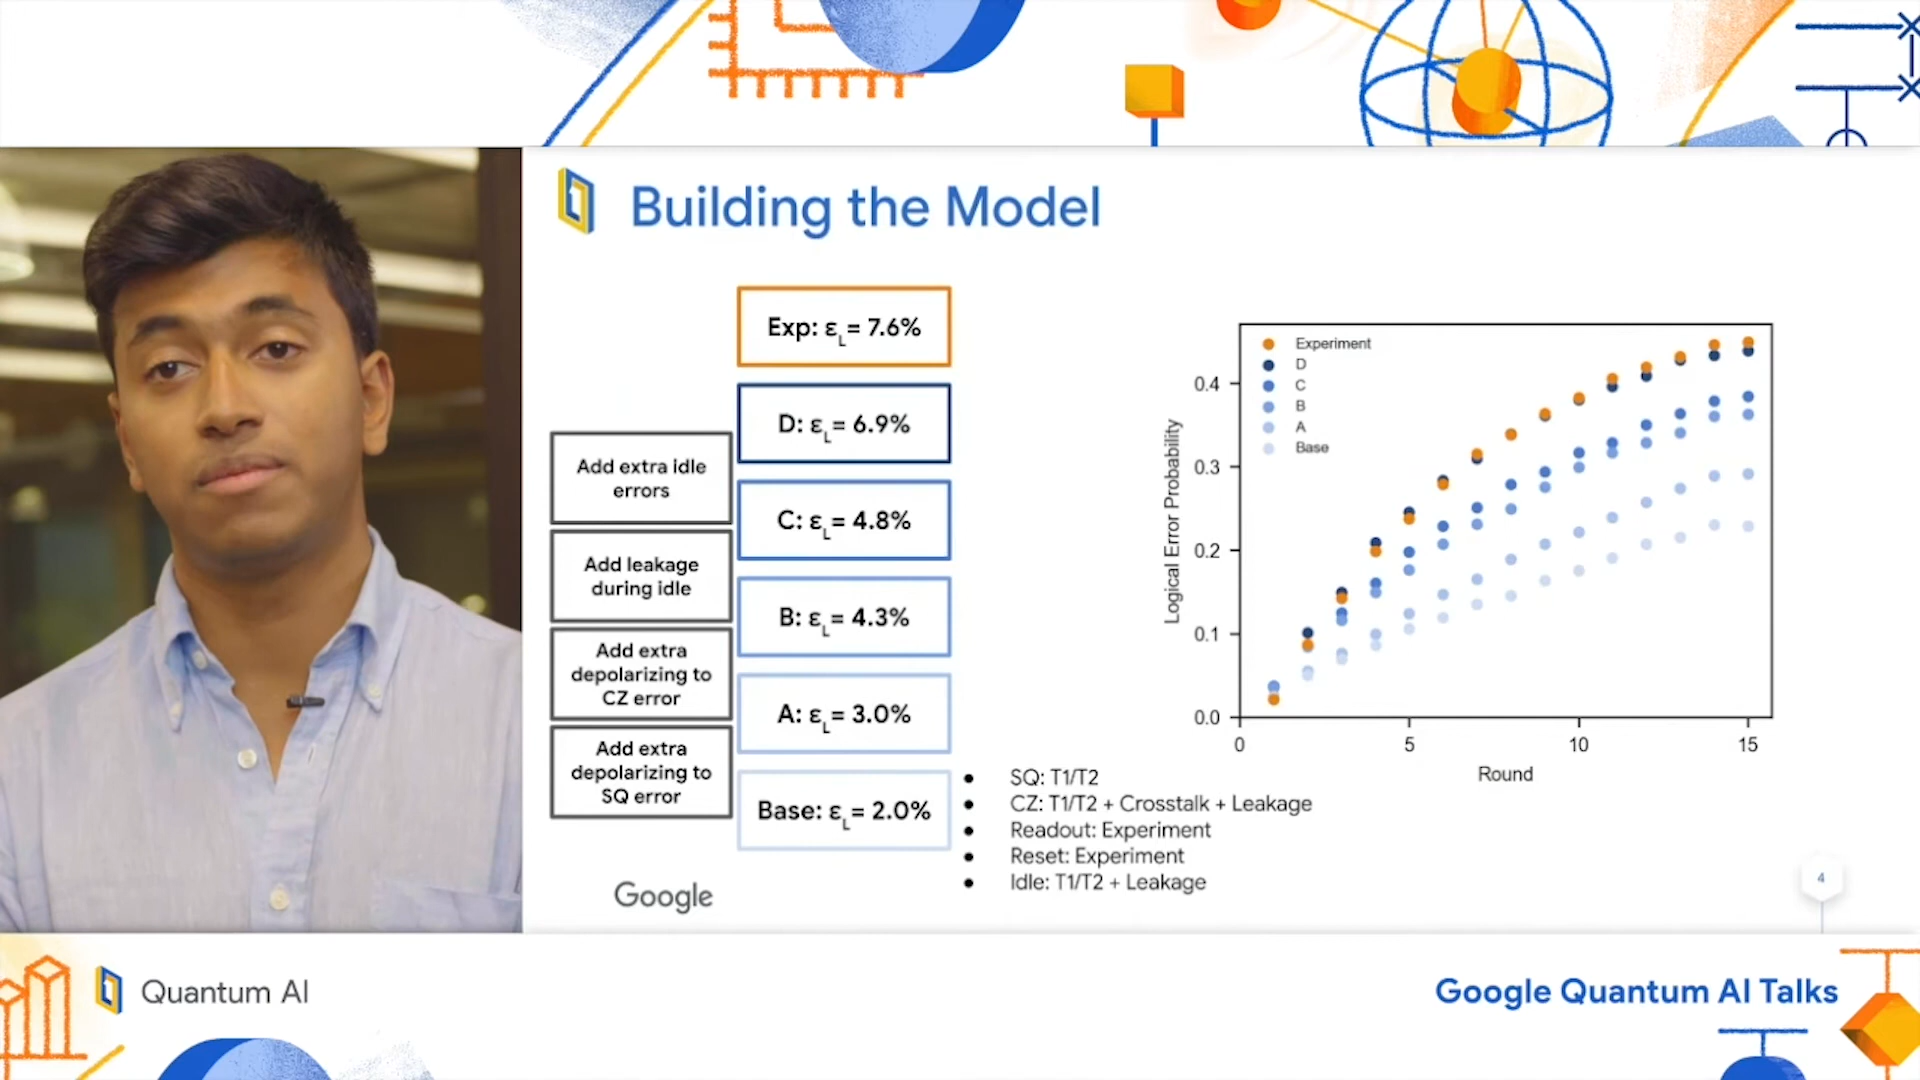 Building the Model
Exp: ε_L = 7.6%
D: ε_L = 6.9%
Add extra idle
errors
C: ε_L = 4.8%
Add leakage
during idle
B: ε_L = 4.3%
Add extra
depolarizing to
CZ error
A: ε_L = 3.0%
Add extra
depolarizing to
SQ error
Base: ε_L = 2.0%
SQ: T1/T2
CZ: T1/T2 + Crosstalk + Leakage
Readout: Experiment
Reset: Experiment
Idle: T1/T2 + Leakage
Experiment
D
C
B
A
Base
Logical Error Probability
0.4
0.3
0.2
0.1
0.0
0 5 10 15
Round
Google
4
Quantum AI
Google Quantum AI Talks